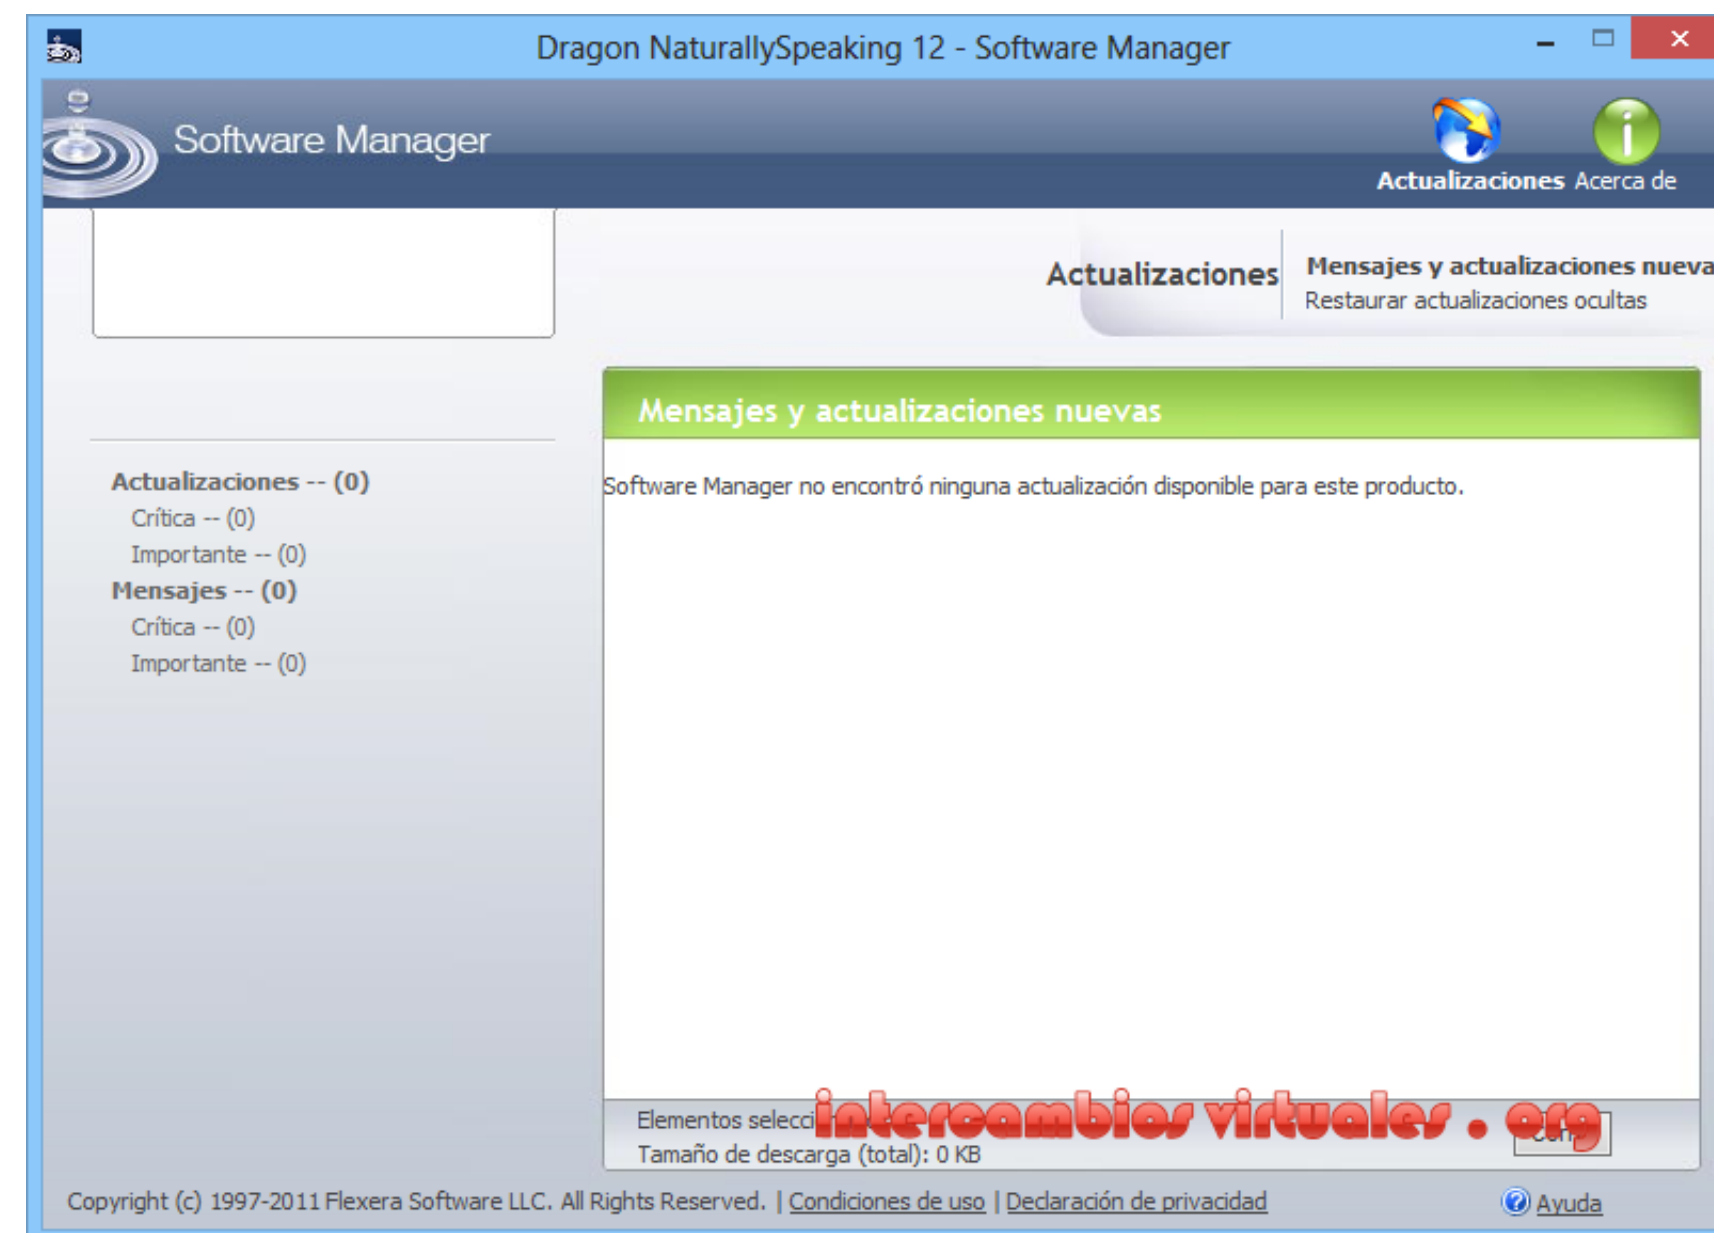 Dragon NaturallySpeaking 12 - Software Manager
Software Manager
Actualizaciones Acerca de
Actualizaciones
Mensajes y actualizaciones nueva
Restaurar actualizaciones ocultas
Mensajes y actualizaciones nuevas
Software Manager no encontró ninguna actualización disponible para este producto.
Actualizaciones -- (0)
Crítica -- (0)
Importante -- (0)
Mensajes -- (0)
Crítica -- (0)
Importante -- (0)
Elementos
intercambios virtuales . org
Tamaño de descarga (total): 0 KB
Copyright (c) 1997-2011 Flexera Software LLC. All Rights Reserved. | Condiciones de uso | Declaración de privacidad
Ayuda